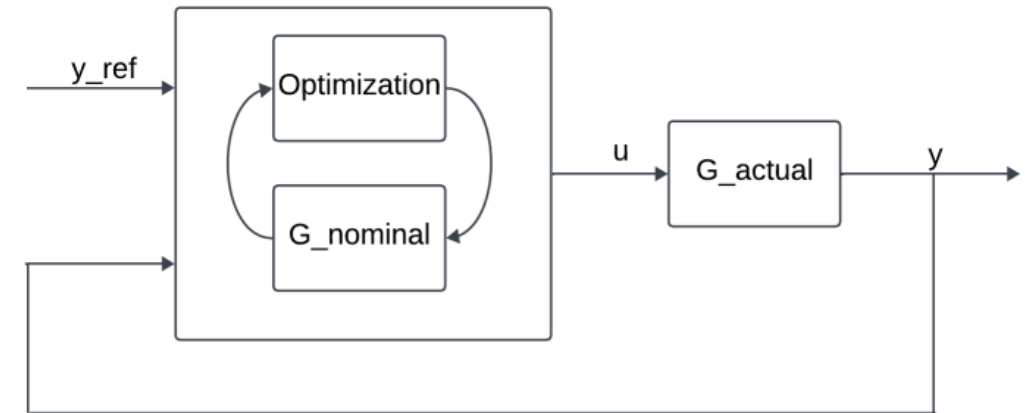 y_ref
Optimization
u
G_actual
y
G_nominal